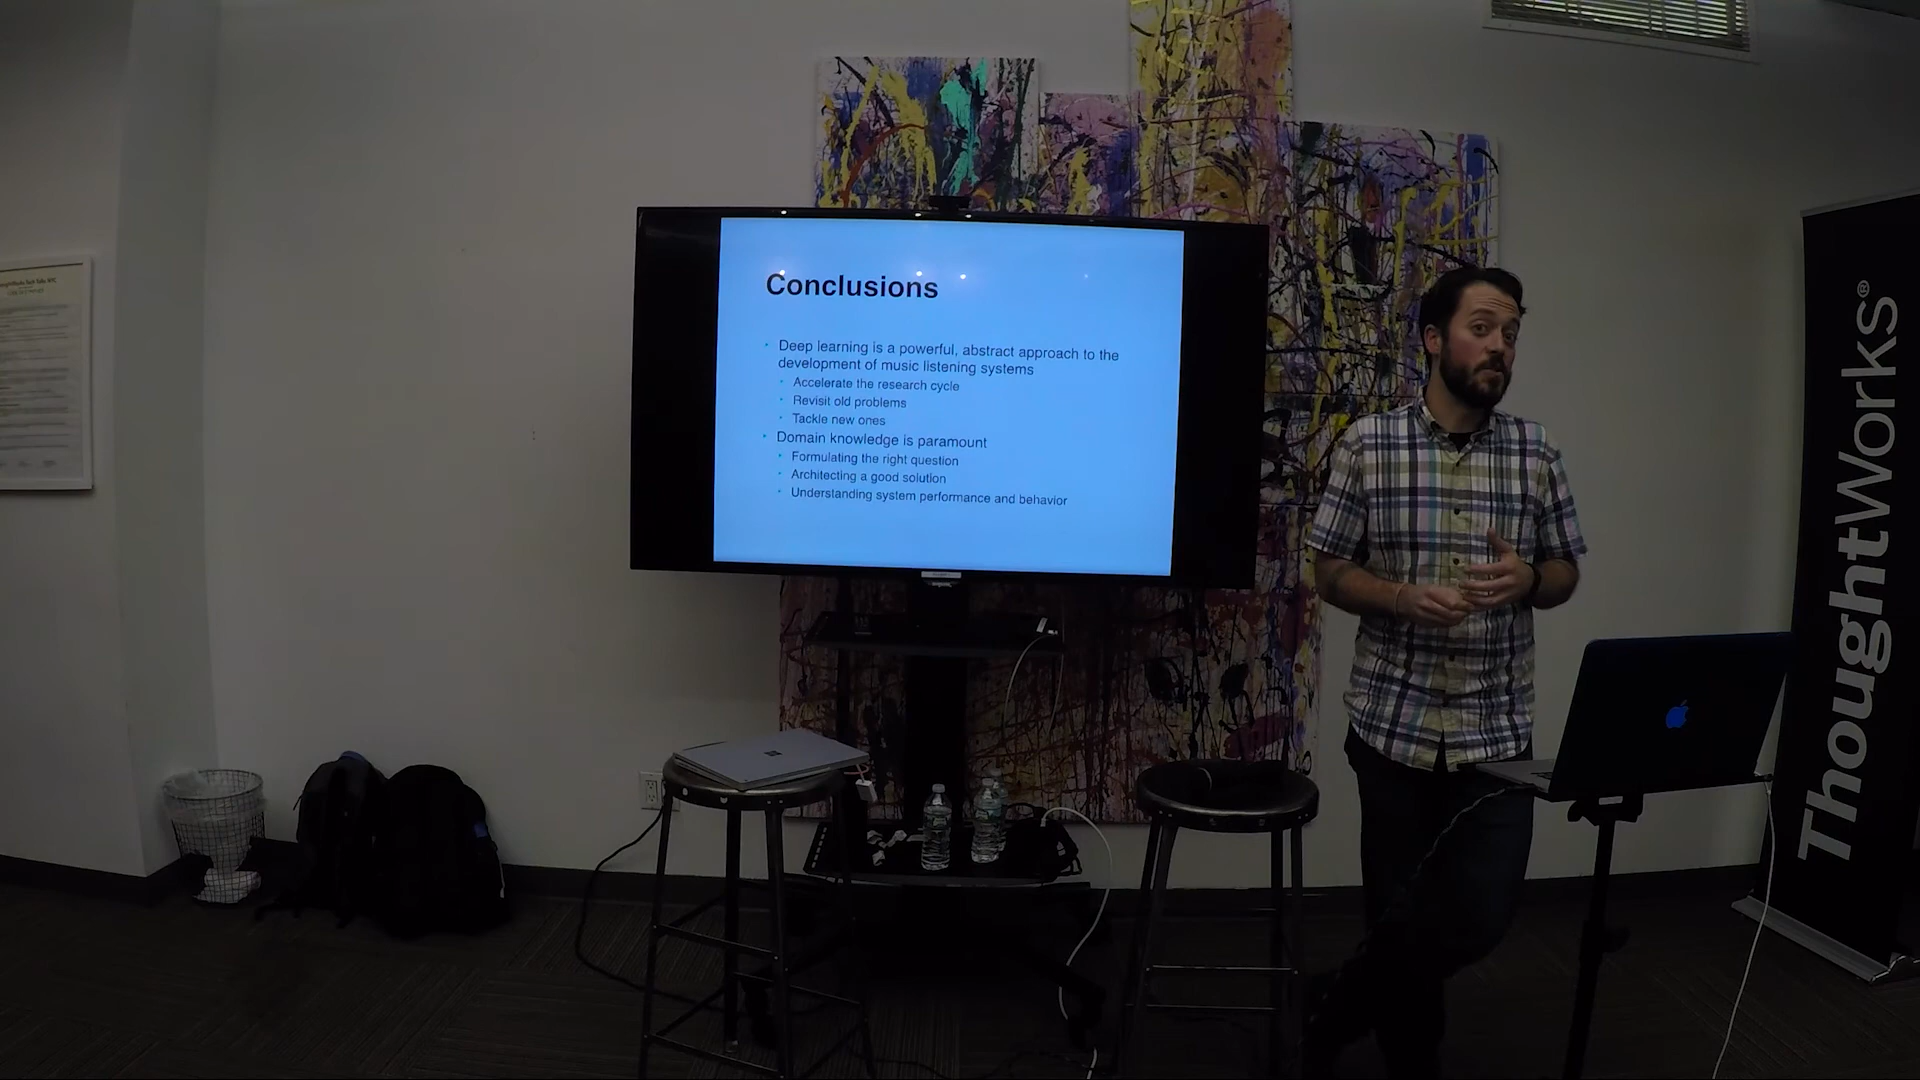 Conclusions
Deep learning is a powerful, abstract approach to the
development of music listening systems
Accelerate the research cycle
Revisit old problems
Tackle new ones
Domain knowledge is paramount
Formulating the right question
Architecting a good solution
Understanding system performance and behavior
ThoughtWorks®